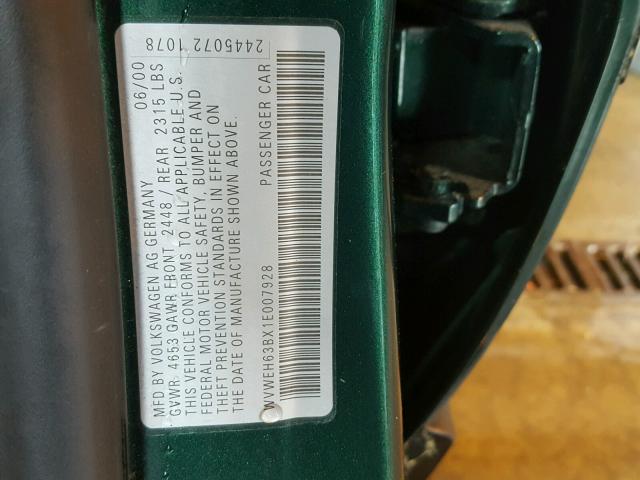 MFD BY VOLKSWAGEN AG GERMANY 06/00
GVWR: 4653 GAWR FRONT 2448 / REAR 2315 LBS
THIS VEHICLE CONFORMS TO ALL APPLICABLE U.S.
FEDERAL MOTOR VEHICLE SAFETY, BUMPER AND
THEFT PREVENTION STANDARDS IN EFFECT ON
THE DATE OF MANUFACTURE SHOWN ABOVE.
2445072 1078
WVWEH63BX1E007928 PASSENGER CAR